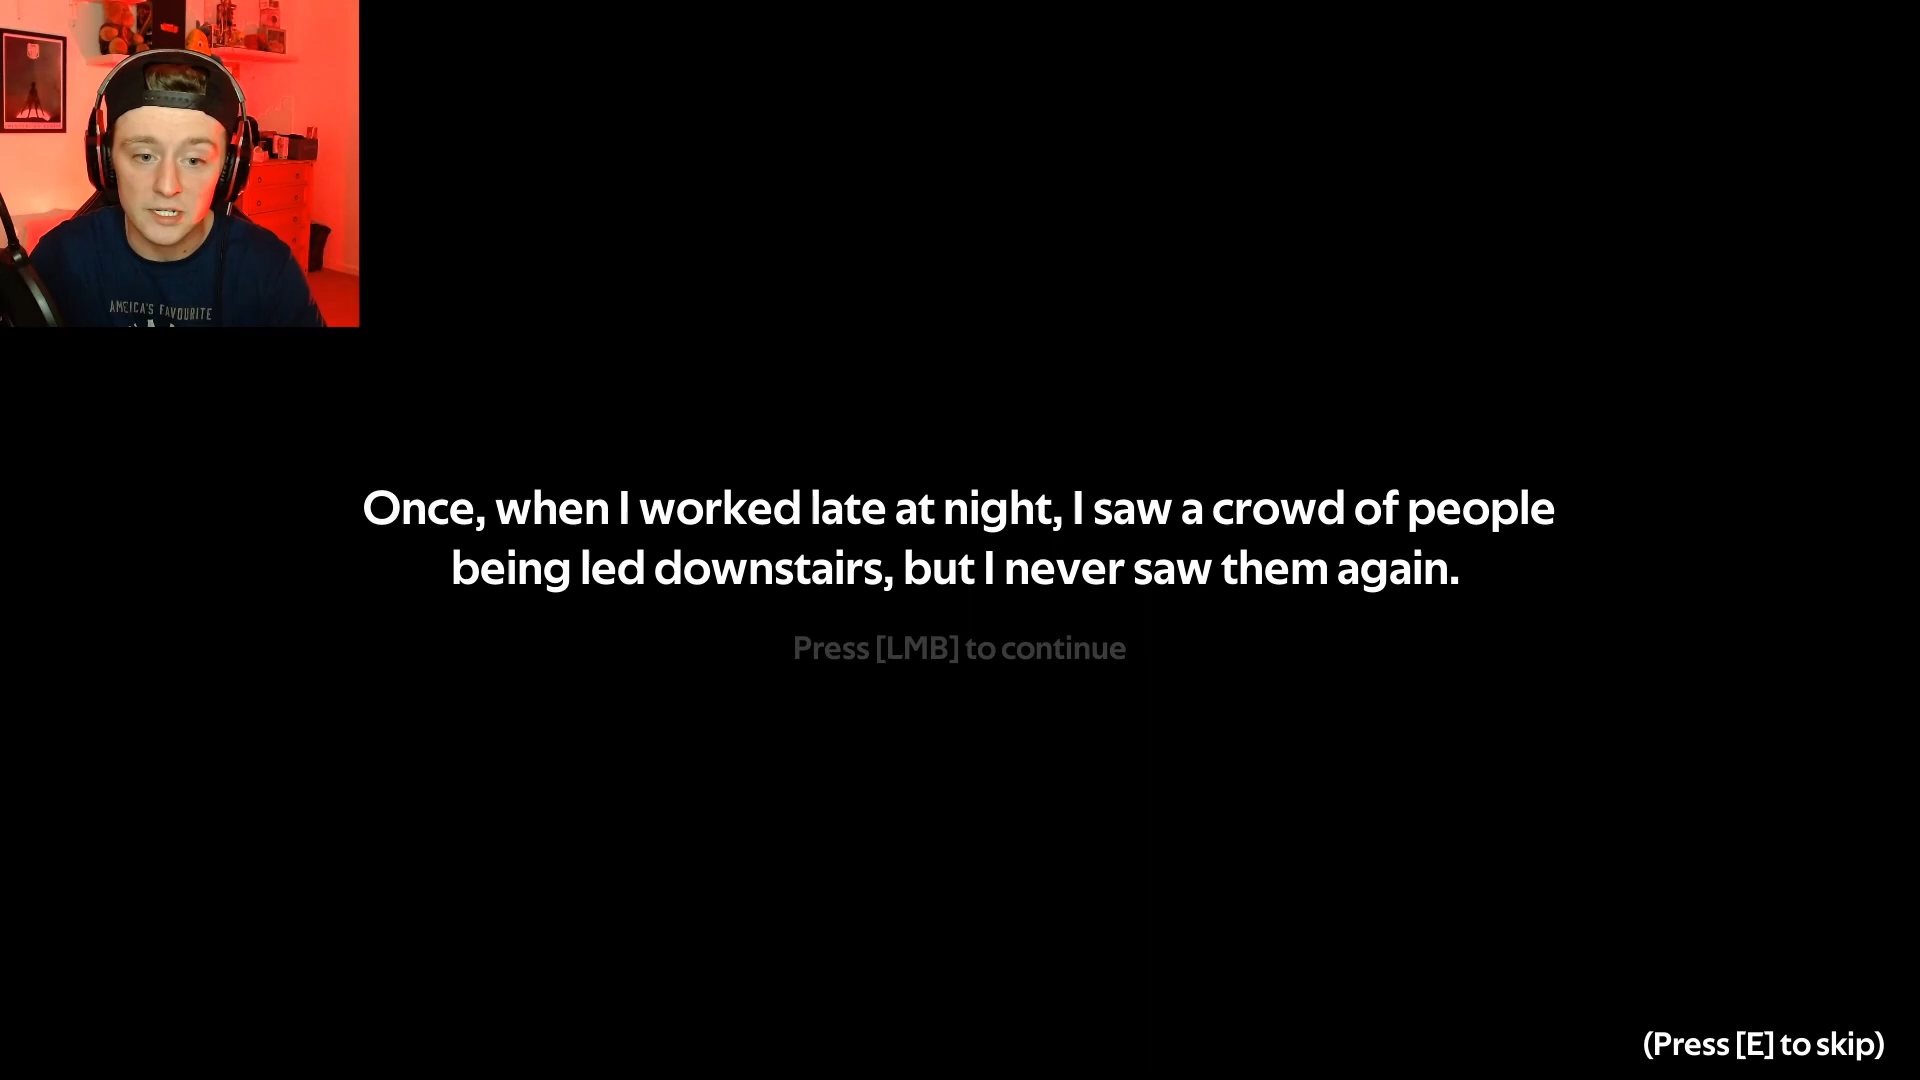 AMEICA'S FAVOURITE
Once, when I worked late at night, I saw a crowd of people
being led downstairs, but I never saw them again.
Press [LMB] to continue
(Press [E] to skip)